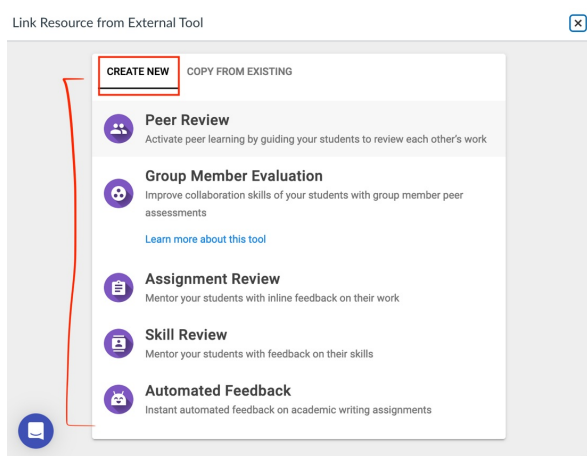 Link Resource from External Tool
CREATE NEW COPY FROM EXISTING
Peer Review
Activate peer learning by guiding your students to review each other's work
Group Member Evaluation
Improve collaboration skills of your students with group member peer
assessments
Learn more about this tool
Assignment Review
Mentor your students with inline feedback on their work
Skill Review
Mentor your students with feedback on their skills
Automated Feedback
Instant automated feedback on academic writing assignments